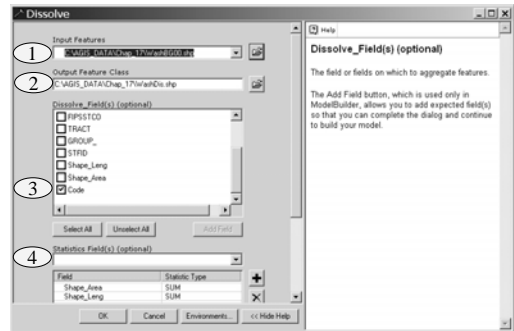 Dissolve
Input Features
1
C:\AGIS_DATA\Chap_17\WashBG00.shp
Output Feature Class
2
C:\AGIS_DATA\Chap_17\WashDis.shp
Dissolve_Field(s) (optional)
FIPSSTCO
TRACT
GROUP_
STFID
Shape_Leng
Shape_Area
3
Code
Select All
Unselect All
Add Field
Statistics Field(s) (optional)
4
Field
Statistic Type
Shape_Area
SUM
Shape_Leng
SUM
OK
Cancel
Environments...
<< Hide Help
Help
Dissolve_Field(s) (optional)
The field or fields on which to aggregate features.
The Add Field button, which is used only in
ModelBuilder, allows you to add expected field(s)
so that you can complete the dialog and continue
to build your model.